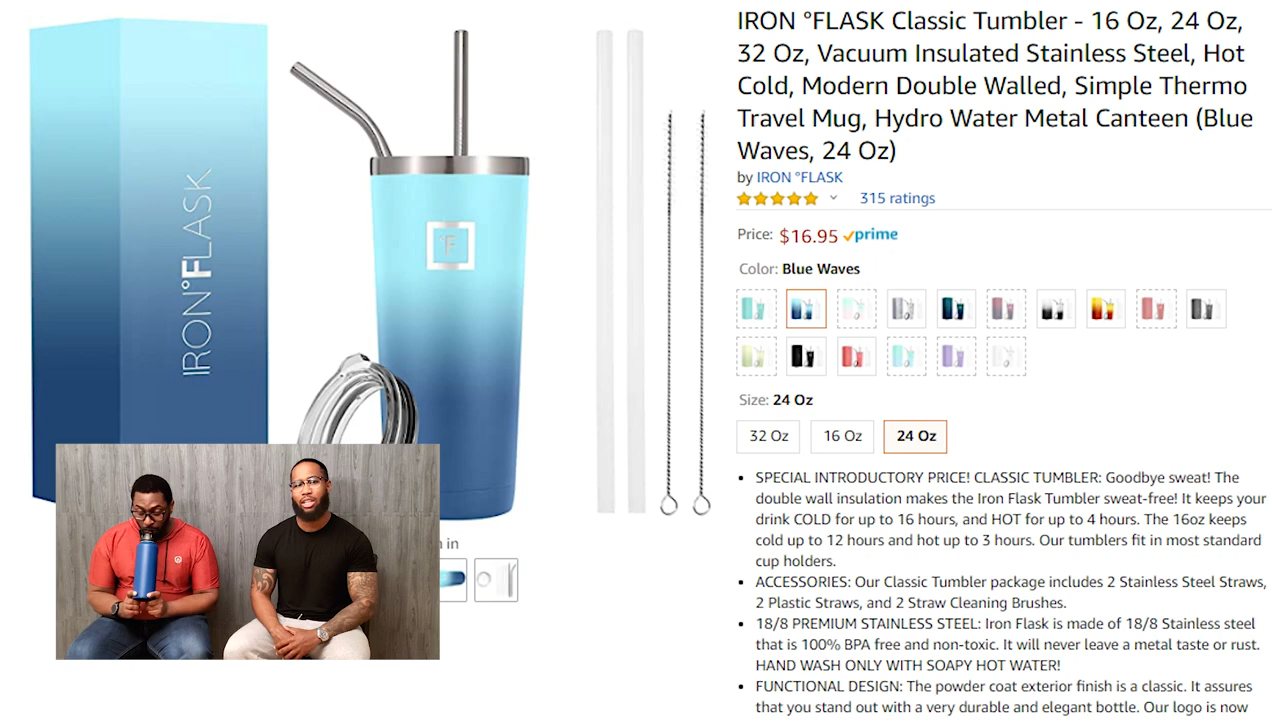 IRON °FLASK Classic Tumbler - 16 Oz, 24 Oz,
32 Oz, Vacuum Insulated Stainless Steel, Hot
Cold, Modern Double Walled, Simple Thermo
Travel Mug, Hydro Water Metal Canteen (Blue
Waves, 24 Oz)
by IRON °FLASK
315 ratings
Price: $16.95 prime
Color: Blue Waves
Size: 24 Oz
32 Oz 16 Oz 24 Oz
• SPECIAL INTRODUCTORY PRICE! CLASSIC TUMBLER: Goodbye sweat! The
double wall insulation makes the Iron Flask Tumbler sweat-free! It keeps your
drink COLD for up to 16 hours, and HOT for up to 4 hours. The 16oz keeps
cold up to 12 hours and hot up to 3 hours. Our tumblers fit in most standard
cup holders.
• ACCESSORIES: Our Classic Tumbler package includes 2 Stainless Steel Straws,
2 Plastic Straws, and 2 Straw Cleaning Brushes.
• 18/8 PREMIUM STAINLESS STEEL: Iron Flask is made of 18/8 Stainless steel
that is 100% BPA free and non-toxic. It will never leave a metal taste or rust.
HAND WASH ONLY WITH SOAPY HOT WATER!
• FUNCTIONAL DESIGN: The powder coat exterior finish is a classic. It assures
that you stand out with a very durable and elegant bottle. Our logo is now
IRON°FLASK
°F
in